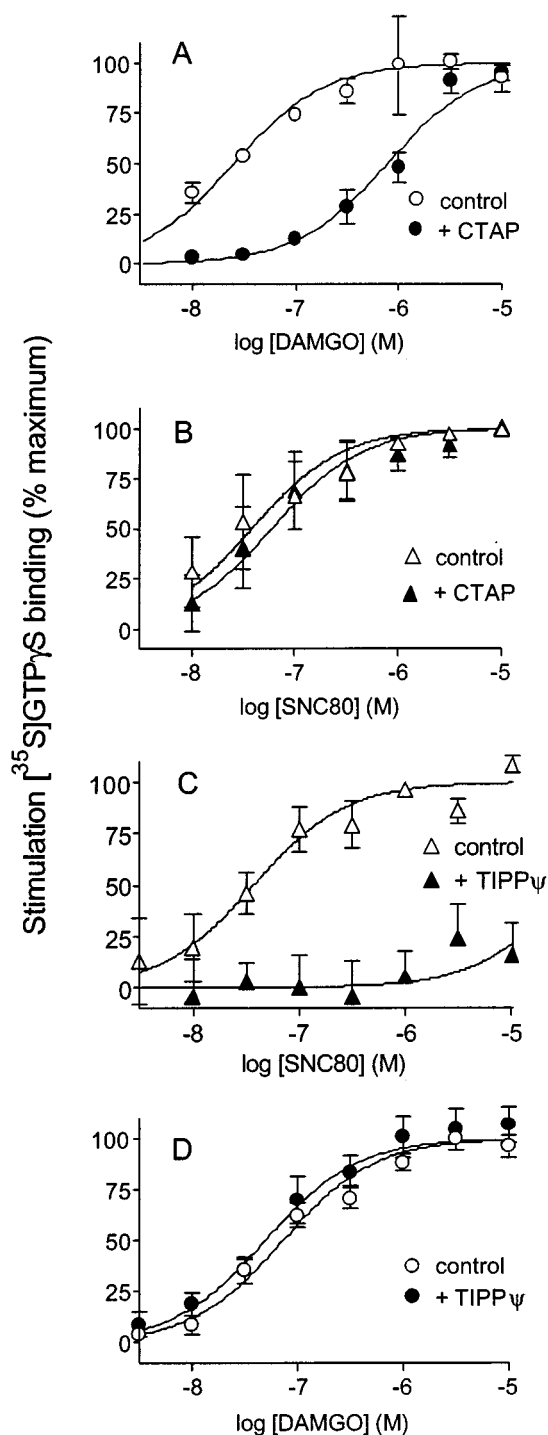 Stimulation [³⁵S]GTPγS binding (% maximum)
A
100
75
50
25
0
control
+ CTAP
-8
-7
-6
-5
log [DAMGO] (M)
B
100
75
50
25
0
control
+ CTAP
-8
-7
-6
-5
log [SNC80] (M)
C
100
75
50
25
0
control
+ TIPPψ
-8
-7
-6
-5
log [SNC80] (M)
D
100
75
50
25
0
control
+ TIPPψ
-8
-7
-6
-5
log [DAMGO] (M)